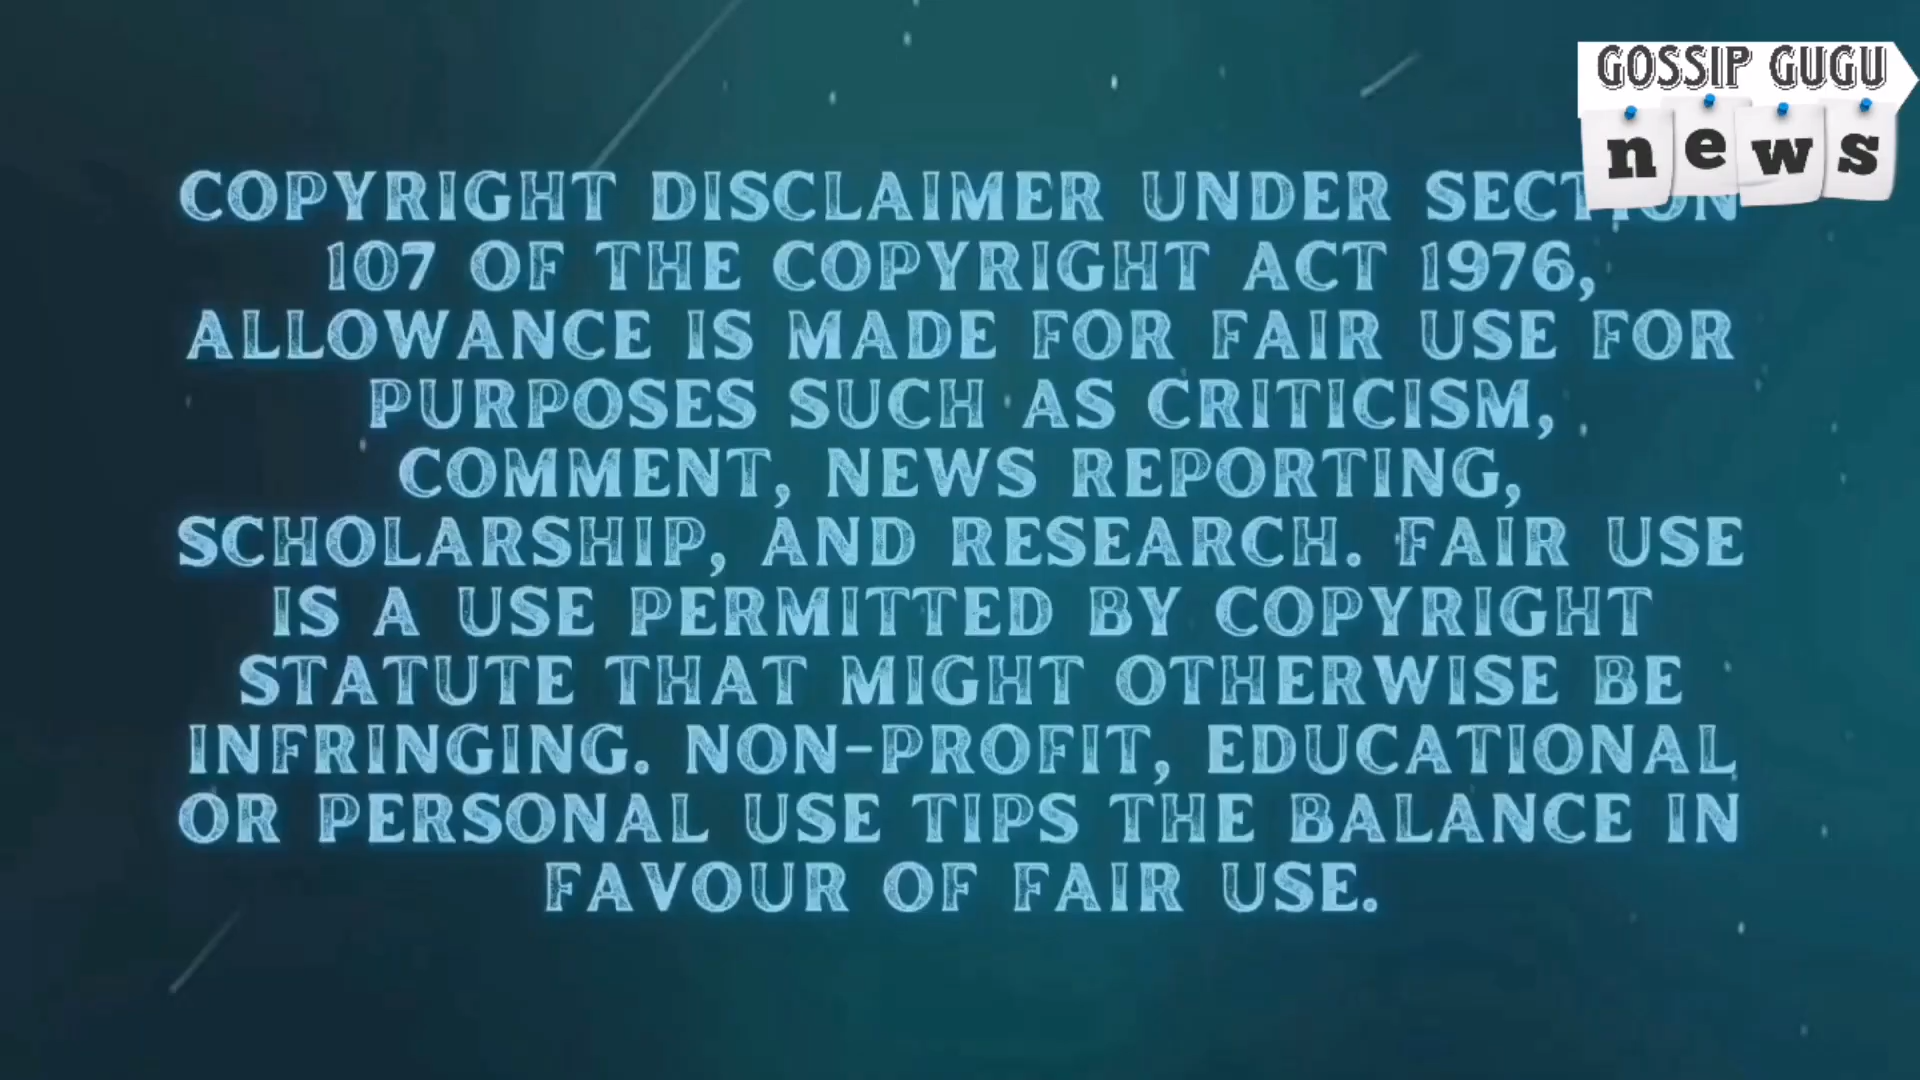 GOSSIP GUGU
news
COPYRIGHT DISCLAIMER UNDER SECTION
107 OF THE COPYRIGHT ACT 1976,
ALLOWANCE IS MADE FOR FAIR USE FOR
PURPOSES SUCH AS CRITICISM,
COMMENT, NEWS REPORTING,
SCHOLARSHIP, AND RESEARCH. FAIR USE
IS A USE PERMITTED BY COPYRIGHT
STATUTE THAT MIGHT OTHERWISE BE
INFRINGING. NON-PROFIT, EDUCATIONAL
OR PERSONAL USE TIPS THE BALANCE IN
FAVOUR OF FAIR USE.